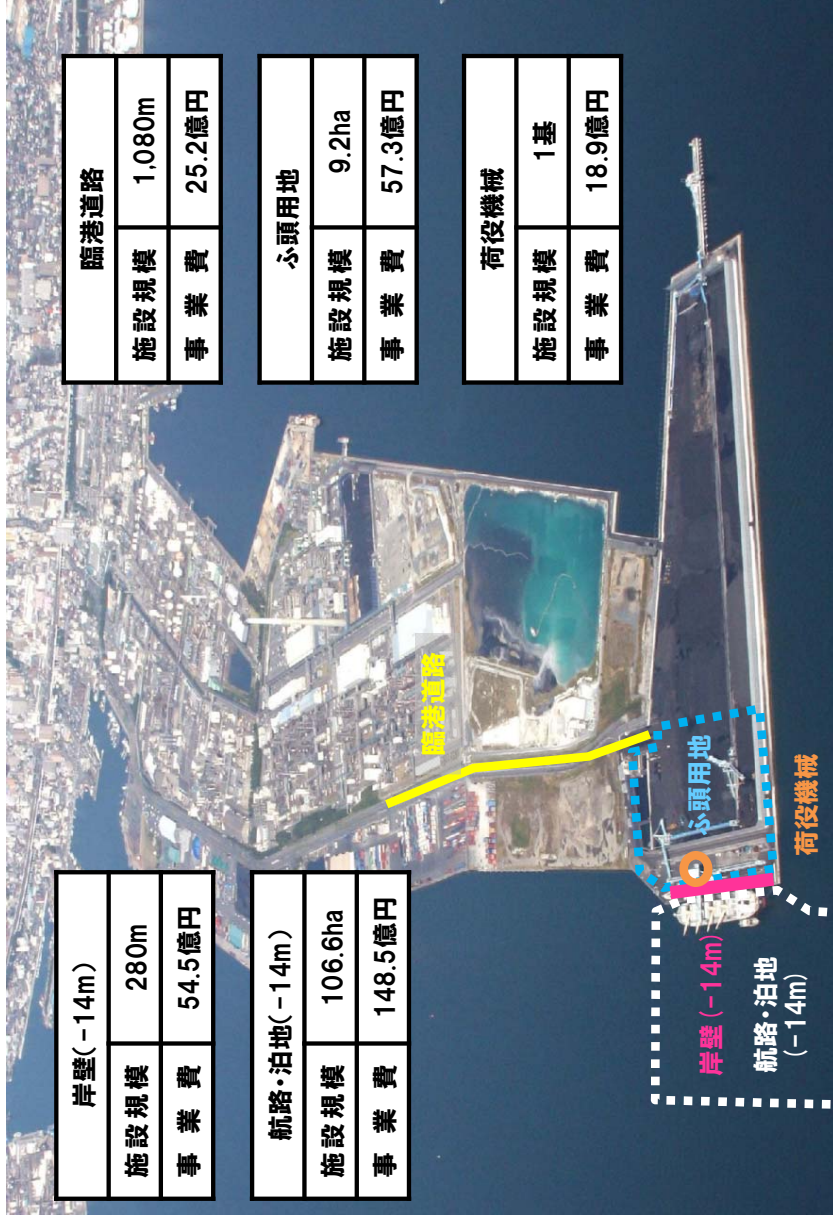 岸壁(-14m)
施設規模 280m
事業費 54.5億円
航路・泊地(-14m)
施設規模 106.6ha
事業費 148.5億円
臨港道路
施設規模 1,080m
事業費 25.2億円
ふ頭用地
施設規模 9.2ha
事業費 57.3億円
荷役機械
施設規模 1基
事業費 18.9億円
臨港道路
ふ頭用地
岸壁(-14m)
航路・泊地
(-14m)
荷役機械